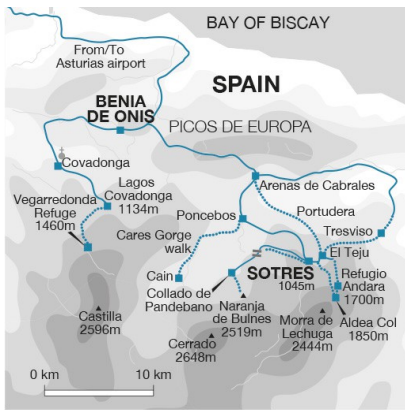 BAY OF BISCAY
From/To
Asturias airport
SPAIN
BENIA
DE ONIS
PICOS DE EUROPA
Covadonga
Lagos
Covadonga
1134m
Arenas de Cabrales
Vegarredonda
Refuge
1460m
Poncebos
Portudera
Cares Gorge
walk
Tresviso
El Teju
Cain
SOTRES
1045m
Refugio
Andara
1700m
Collado de
Pandebano
Naranja
de Bulnes
2519m
Castilla
2596m
Morra de
Lechuga
2444m
Aldea Col
1850m
Cerrado
2648m
0 km
10 km